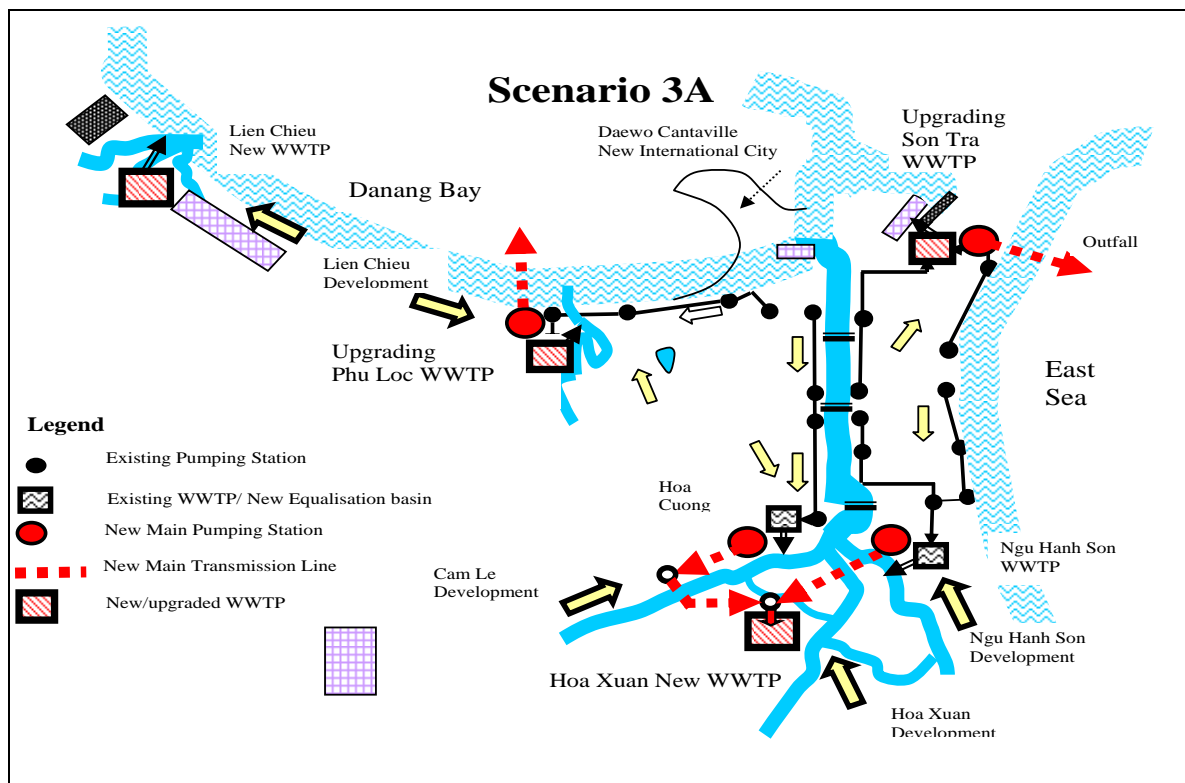 Scenario 3A
Lien Chieu
New WWTP
Daewo Cantaville
New International City
Upgrading
Son Tra
WWTP
Danang Bay
Outfall
Lien Chieu
Development
Upgrading
Phu Loc WWTP
East
Sea
Legend
Existing Pumping Station
Existing WWTP/ New Equalisation basin
New Main Pumping Station
New Main Transmission Line
New/upgraded WWTP
Hoa
Cuong
Cam Le
Development
Ngu Hanh Son
WWTP
Ngu Hanh Son
Development
Hoa Xuan New WWTP
Hoa Xuan
Development